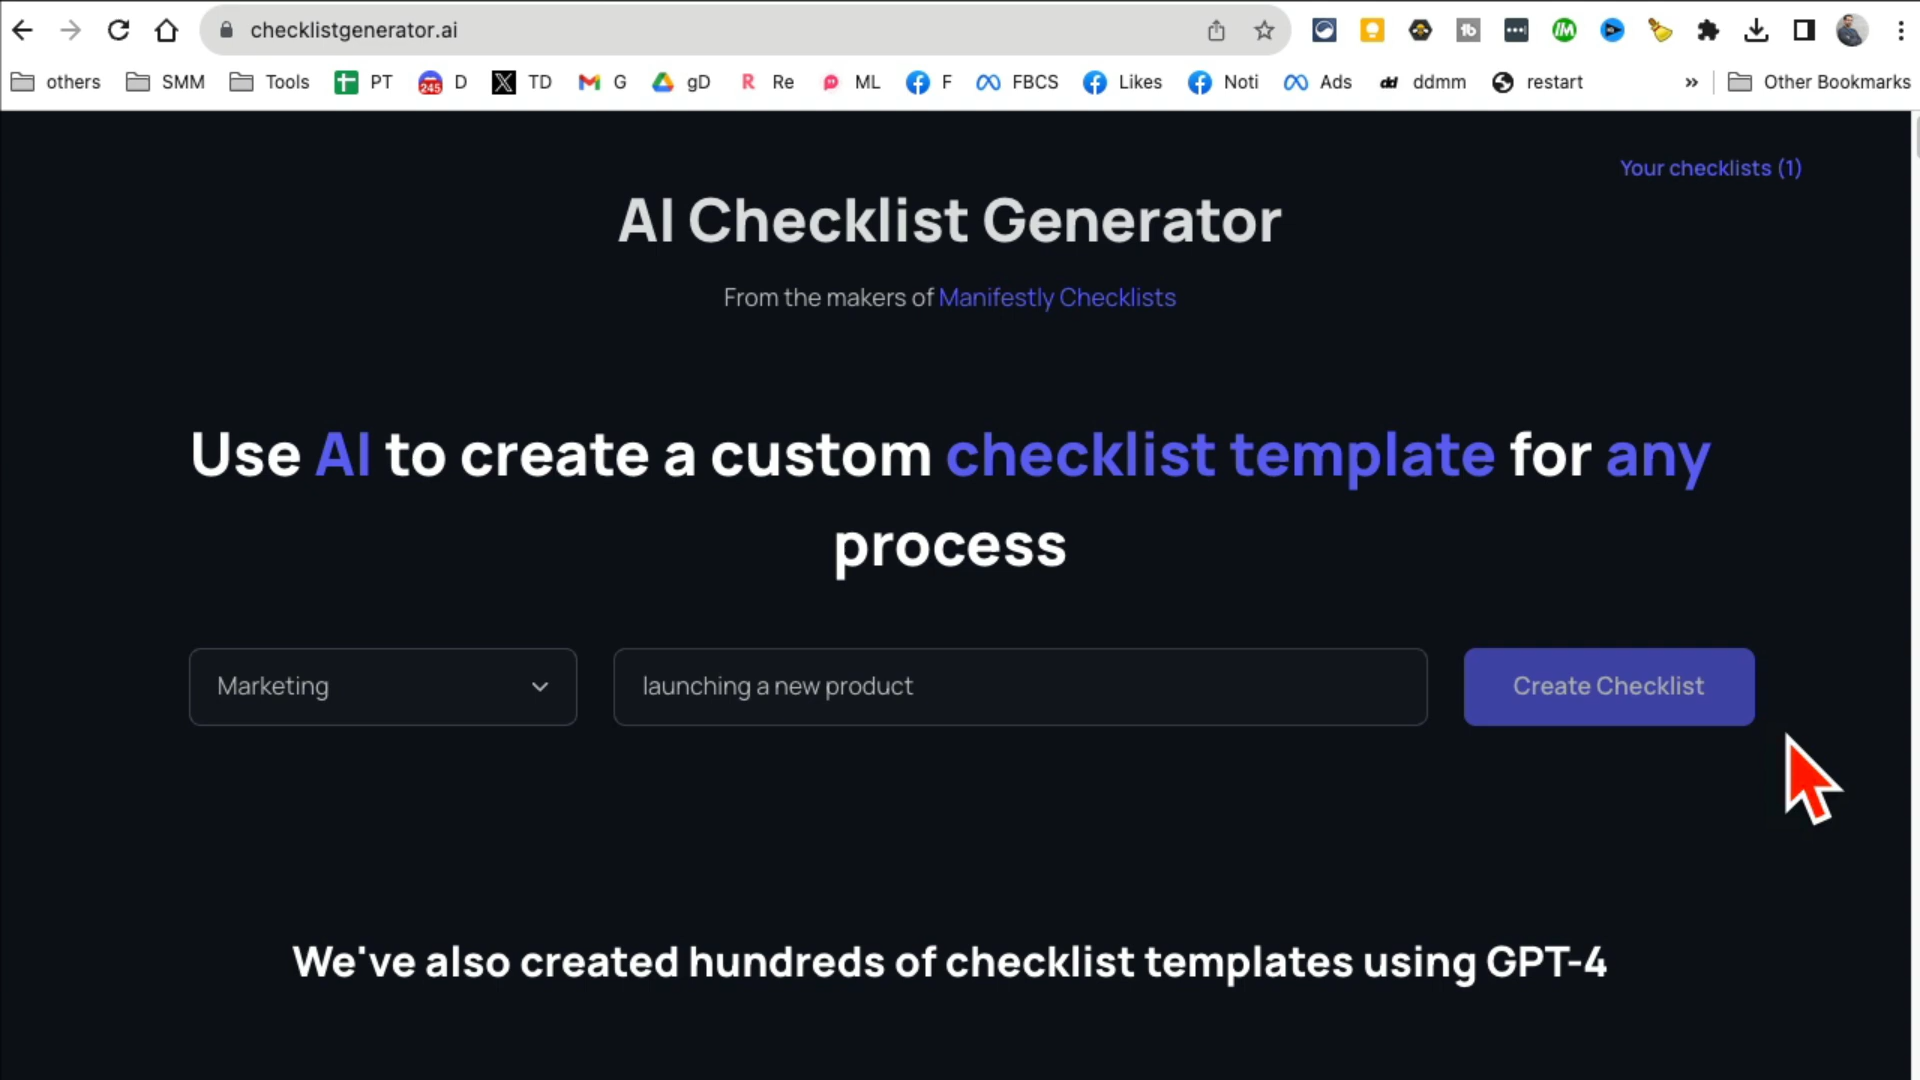 checklistgenerator.ai
others SMM Tools PT 245 D TD G gD R Re ML F FBCS Likes Noti Ads dd ddmm restart » Other Bookmarks
Your checklists (1)
AI Checklist Generator
From the makers of Manifestly Checklists
Use AI to create a custom checklist template for any
process
Marketing launching a new product Create Checklist
We've also created hundreds of checklist templates using GPT-4